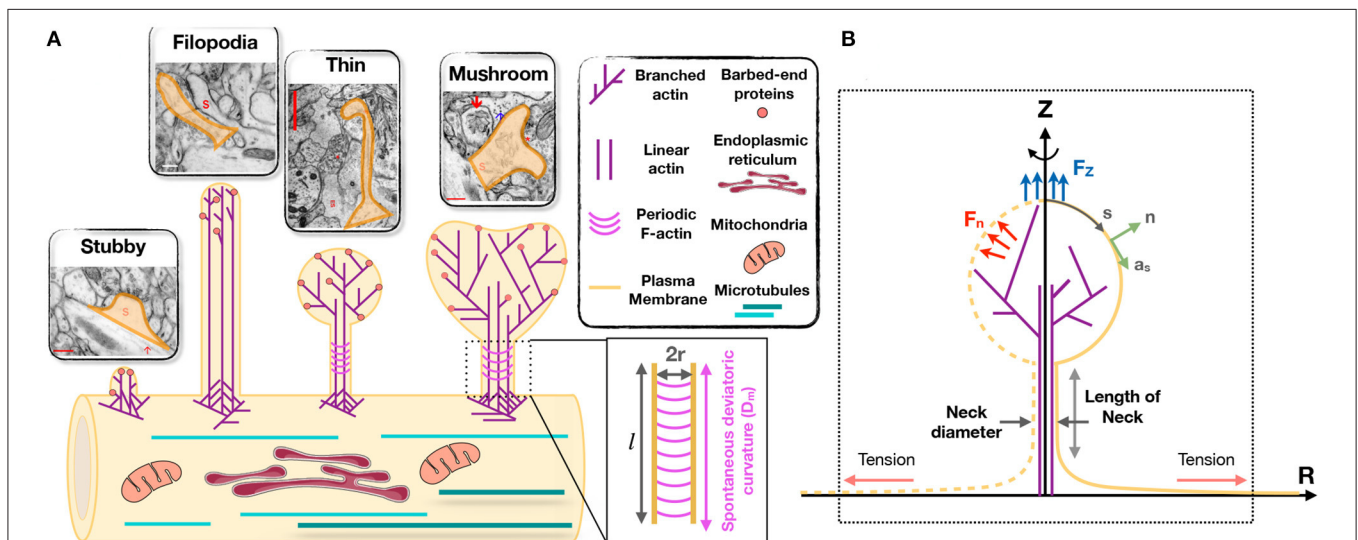 A
Filopodia
S
Thin
S
Mushroom
S
Stubby
S
Branched
actin
Barbed-end
proteins
Linear
actin
Endoplasmic
reticulum
Periodic
F-actin
Mitochondria
Plasma
Membrane
Microtubules
2r
l
Spontaneous deviatoric
curvature (Dm)
B
Z
Fz
Fn
s
n
as
Neck
diameter
Length of
Neck
Tension
Tension
R